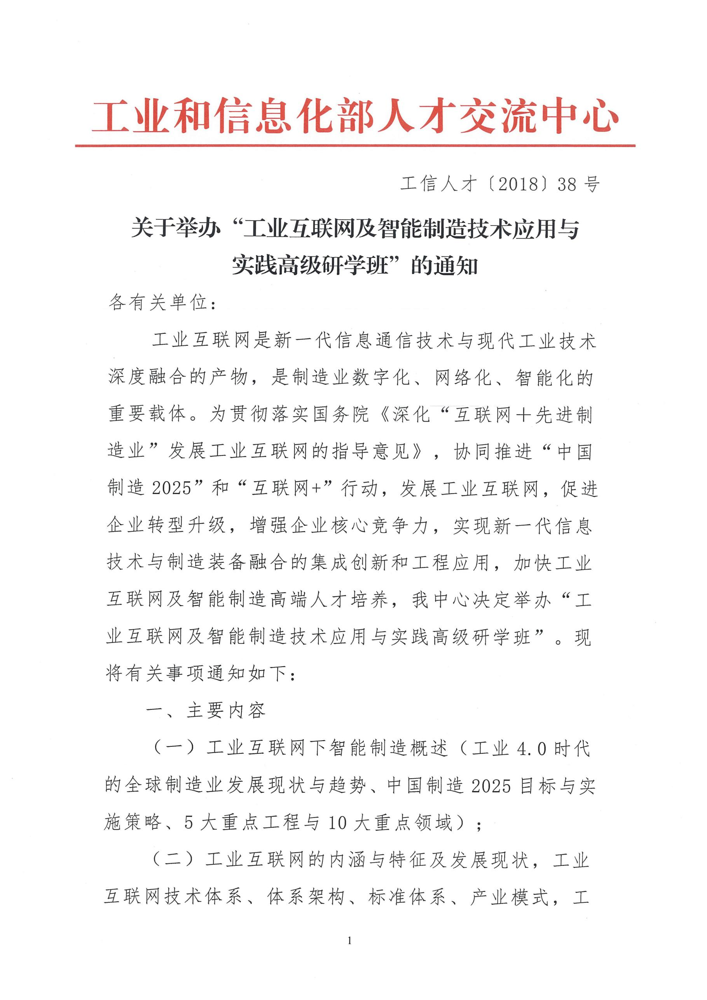 工业和信息化部人才交流中心
工信人才〔2018〕38 号
关于举办“工业互联网及智能制造技术应用与
实践高级研学班”的通知
各有关单位：
工业互联网是新一代信息通信技术与现代工业技术
深度融合的产物，是制造业数字化、网络化、智能化的
重要载体。为贯彻落实国务院《深化“互联网＋先进制
造业”发展工业互联网的指导意见》，协同推进“中国
制造 2025”和“互联网+”行动，发展工业互联网，促进
企业转型升级，增强企业核心竞争力，实现新一代信息
技术与制造装备融合的集成创新和工程应用，加快工业
互联网及智能制造高端人才培养，我中心决定举办“工
业互联网及智能制造技术应用与实践高级研学班”。现
将有关事项通知如下：
一、主要内容
（一）工业互联网下智能制造概述（工业 4.0 时代
的全球制造业发展现状与趋势、中国制造 2025 目标与实
施策略、5 大重点工程与 10 大重点领域）；
（二）工业互联网的内涵与特征及发展现状，工业
互联网技术体系、体系架构、标准体系、产业模式，工
1